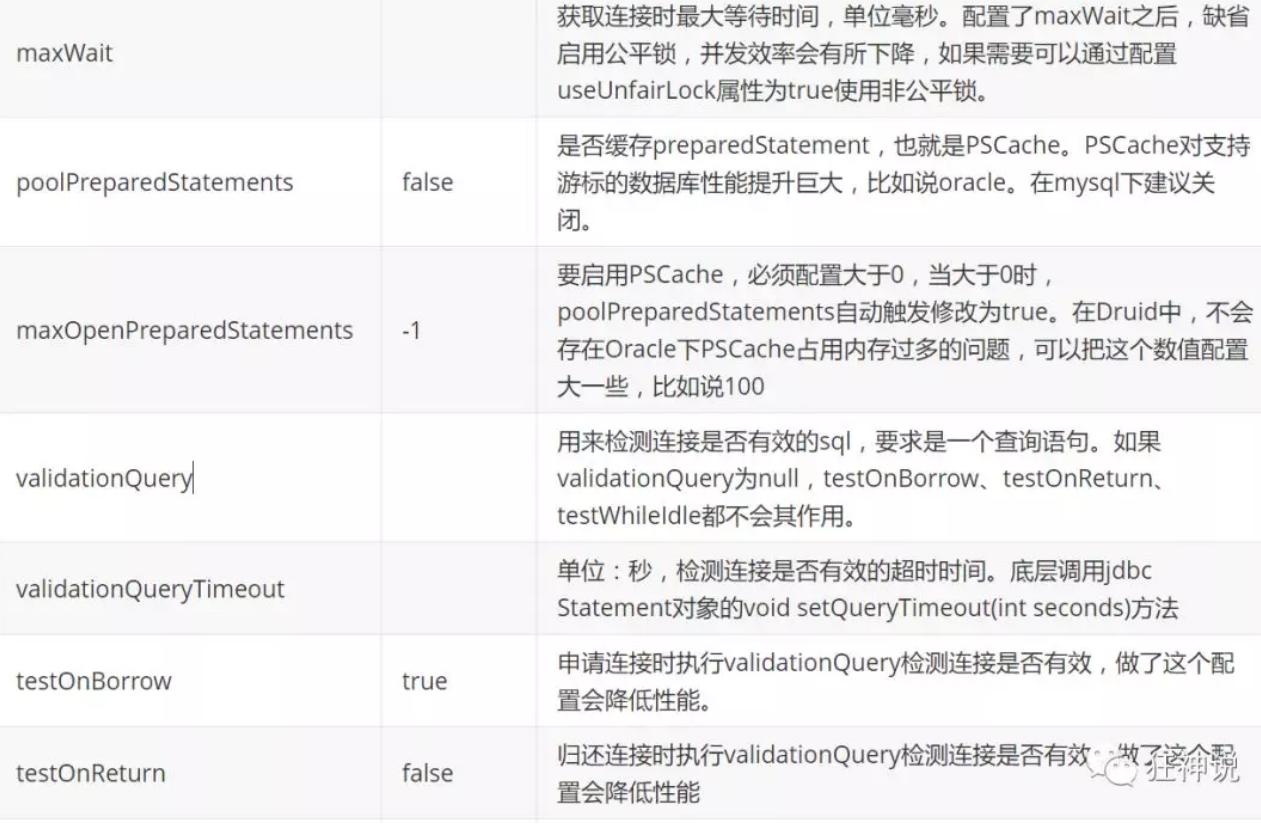 maxWait
获取连接时最大等待时间，单位毫秒。配置了maxWait之后，缺省
启用公平锁，并发效率会有所下降，如果需要可以通过配置
useUnfairLock属性为true使用非公平锁。
poolPreparedStatements
false
是否缓存preparedStatement，也就是PSCache。PSCache对支持
游标的数据库性能提升巨大，比如说oracle。在mysql下建议关
闭。
maxOpenPreparedStatements
-1
要启用PSCache，必须配置大于0，当大于0时，
poolPreparedStatements自动触发修改为true。在Druid中，不会
存在Oracle下PSCache占用内存过多的问题，可以把这个数值配置
大一些，比如说100
validationQuery
用来检测连接是否有效的sql，要求是一个查询语句。如果
validationQuery为null，testOnBorrow、testOnReturn、
testWhileIdle都不会其作用。
validationQueryTimeout
单位：秒，检测连接是否有效的超时时间。底层调用jdbc
Statement对象的void setQueryTimeout(int seconds)方法
testOnBorrow
true
申请连接时执行validationQuery检测连接是否有效，做了这个配
置会降低性能。
testOnReturn
false
归还连接时执行validationQuery检测连接是否有效，做了这个配
置会降低性能
狂神说